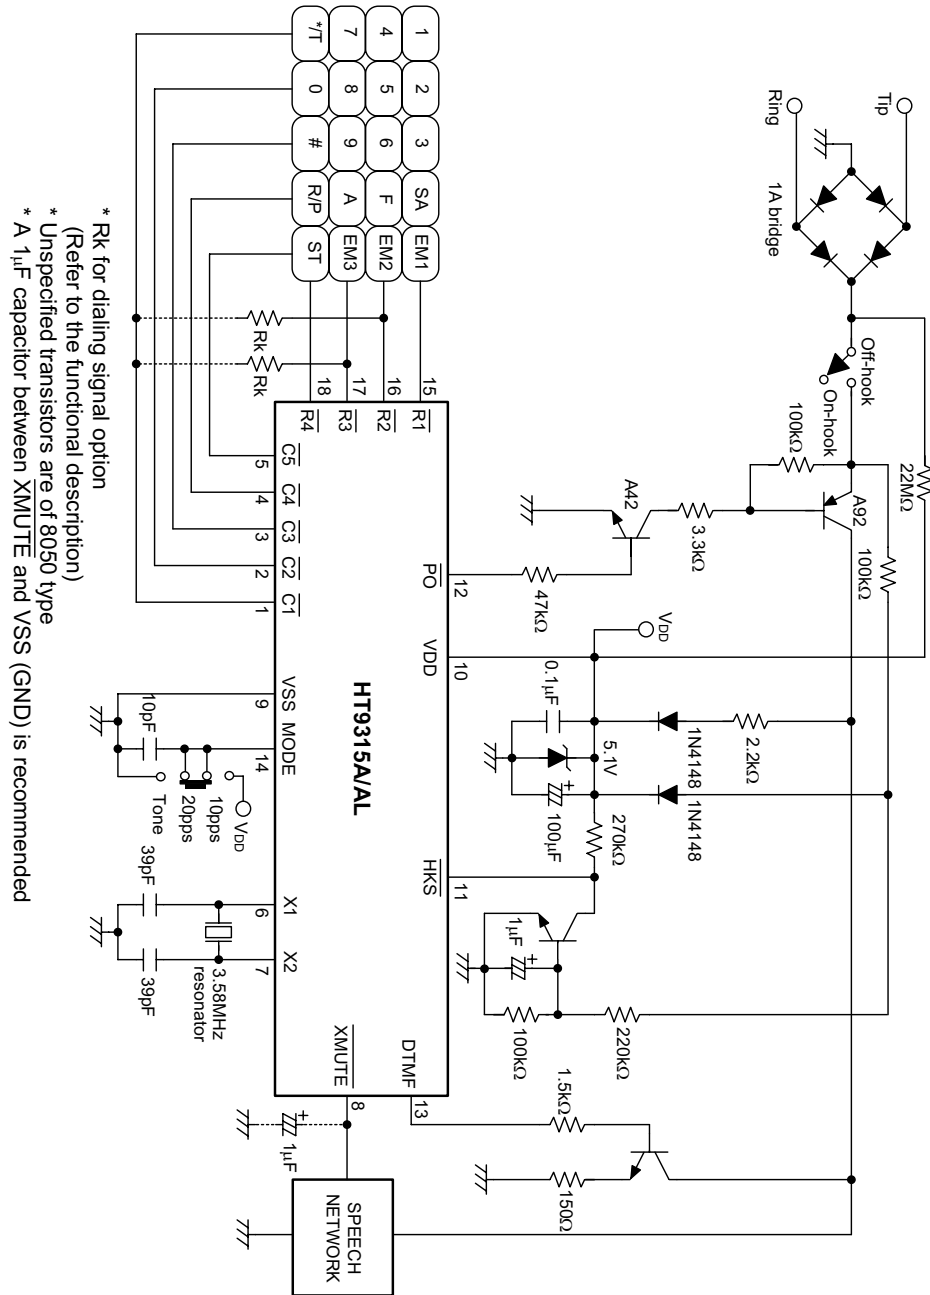 Tip
Ring
1A bridge
Off-hook
On-hook
22MΩ
100kΩ
A92
100kΩ
3.3kΩ
A42
47kΩ
VDD
0.1μF
5.1V
100μF
1N4148
1N4148
2.2kΩ
270kΩ
1μF
+
+
100kΩ
220kΩ
1.5kΩ
150Ω
1 2 3 SA EM1
4 5 6 F EM2
7 8 9 A EM3
*/T 0 # R/P ST
Rk
Rk
18 17 16 15
R4 R3 R2 R1
C5 C4 C3 C2 C1
5 4 3 2 1
PO
12
VDD
10
HKS
11
DTMF
13
XMUTE
8
HT9315A/AL
VSS
9
MODE
14
X1
6
X2
7
10pF
VDD
10pps
20pps
Tone
39pF
39pF
3.58MHz
resonator
+
1μF
SPEECH
NETWORK
* Rk for dialing signal option
(Refer to the functional description)
* Unspecified transistors are of 8050 type
* A 1μF capacitor between XMUTE and VSS (GND) is recommended